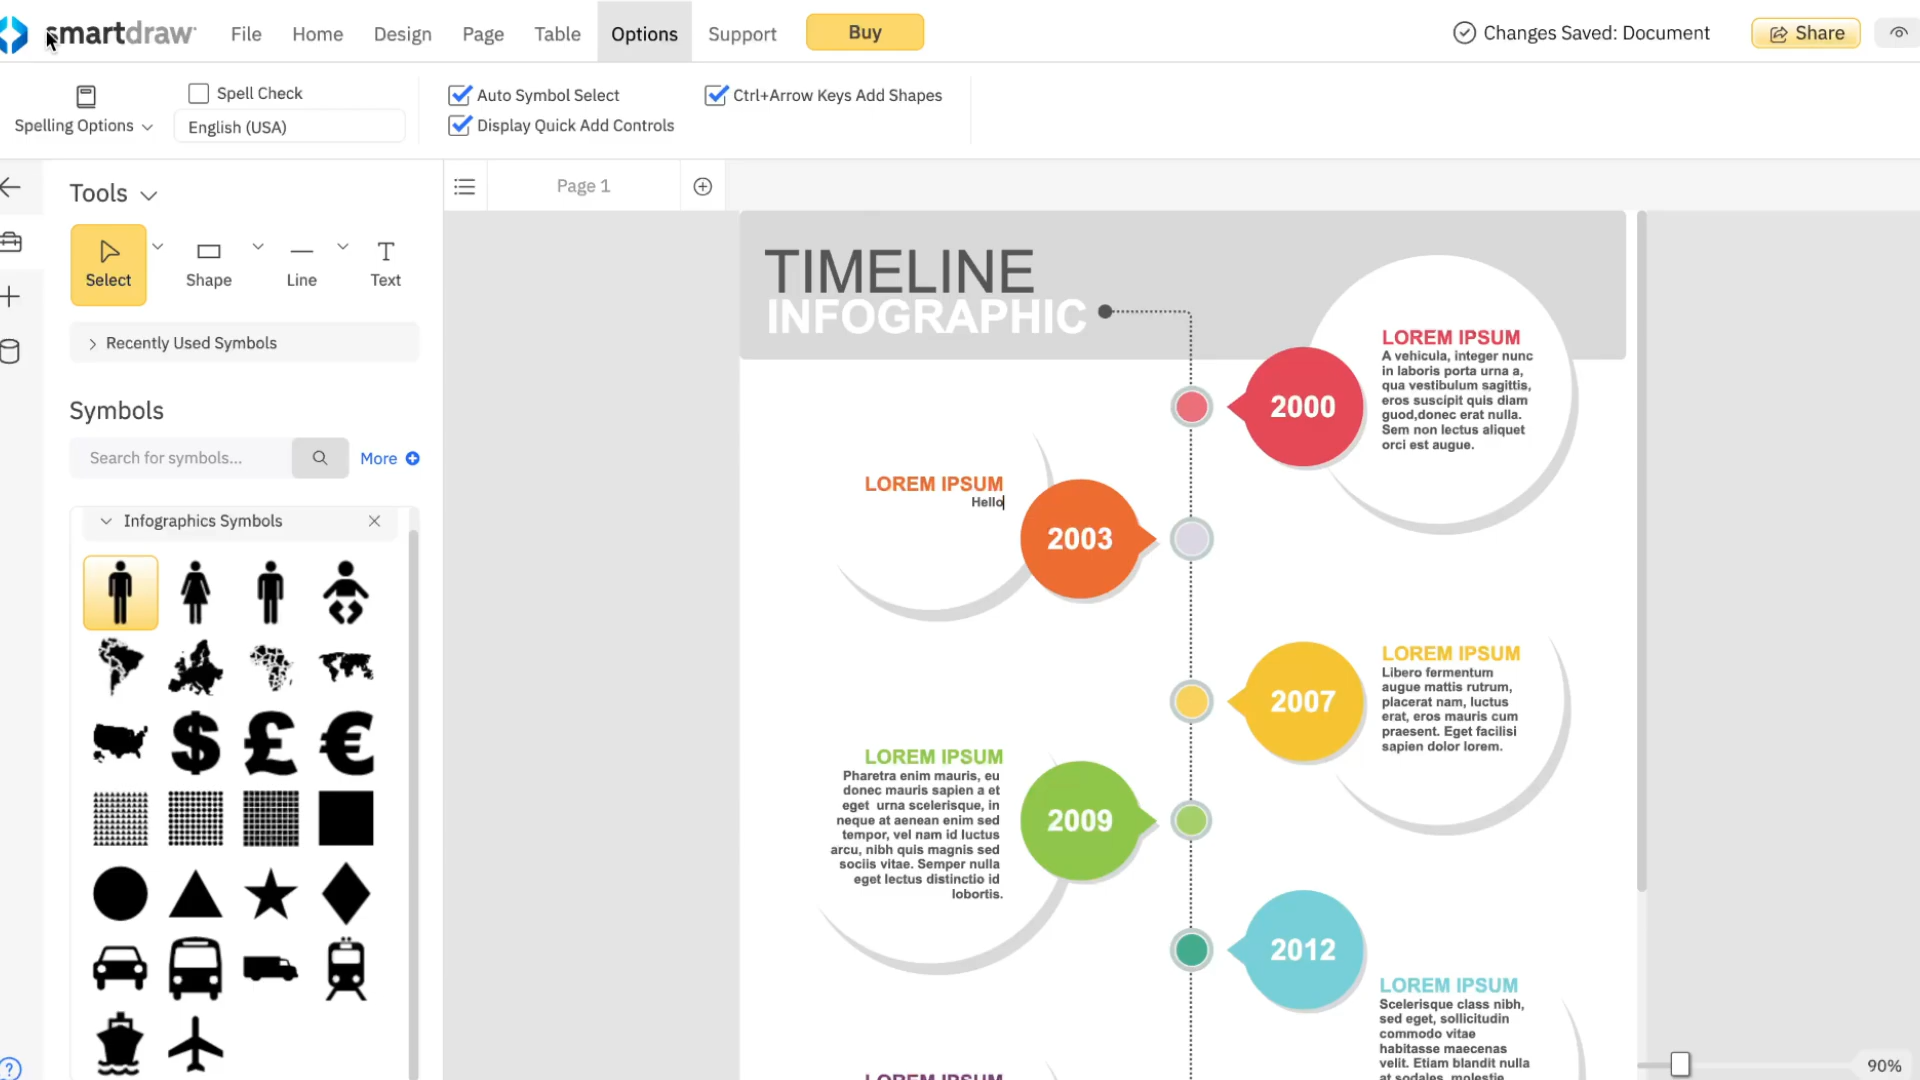 smartdraw
File Home Design Page Table Options Support Buy
Changes Saved: Document
Share
Spelling Options
Spell Check
English (USA)
Auto Symbol Select
Display Quick Add Controls
Ctrl+Arrow Keys Add Shapes
Tools
Select
Shape
Line
Text
Recently Used Symbols
Symbols
Search for symbols...
More
Infographics Symbols
$ £ €
Page 1
TIMELINE
INFOGRAPHIC
2000
LOREM IPSUM
A vehicula, integer nunc
in laboris porta urna a,
qua vestibulum sagittis,
eros suscipit quis diam
guod,donec erat nulla.
Sem non lectus aliquet
orci est augue.
LOREM IPSUM
Hello
2003
2007
LOREM IPSUM
Libero fermentum
augue mattis rutrum,
placerat nam, luctus
erat, eros mauris cum
praesent. Eget facilisi
sapien dolor lorem.
LOREM IPSUM
Pharetra enim mauris, eu
donec mauris sapien a et
eget urna scelerisque, in
neque at aenean enim sed
tempor, vel nam id luctus
arcu, nibh quis magnis sed
sociis vitae. Semper nulla
eget lectus distinctio id
lobortis.
2009
2012
LOREM IPSUM
Scelerisque class nibh,
sed eget, sollicitudin
commodo vitae
habitasse maecenas
velit. Etiam blandit nulla
at sodales, molestie
LOREM IPSUM
?
90%